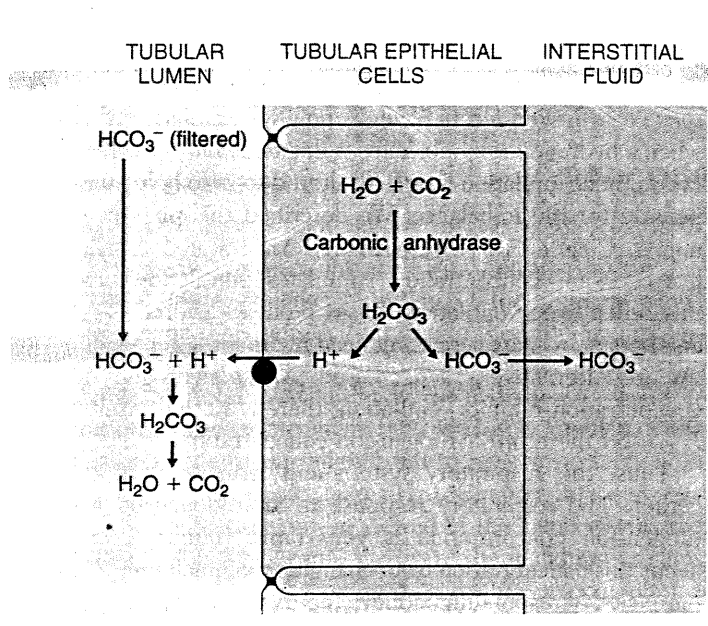 TUBULAR LUMEN
TUBULAR EPITHELIAL CELLS
INTERSTITIAL FLUID
HCO₃⁻ (filtered)
H₂O + CO₂
Carbonic anhydrase
H₂CO₃
HCO₃⁻ + H⁺
H⁺
HCO₃⁻
HCO₃⁻
H₂CO₃
H₂O + CO₂